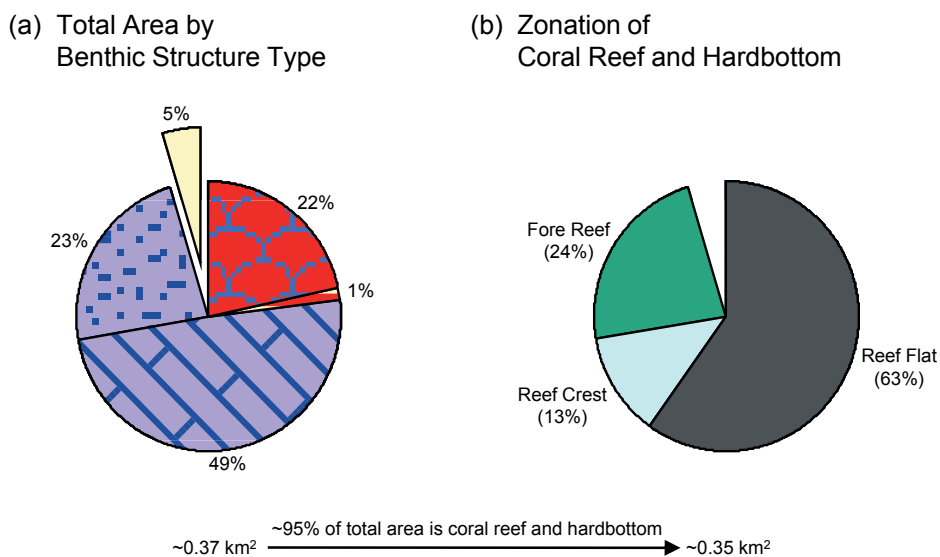 (a) Total Area by
Benthic Structure Type
5%
22%
23%
1%
49%
(b) Zonation of
Coral Reef and Hardbottom
Fore Reef
(24%)
Reef Flat
(63%)
Reef Crest
(13%)
~95% of total area is coral reef and hardbottom
~0.37 km²
~0.35 km²